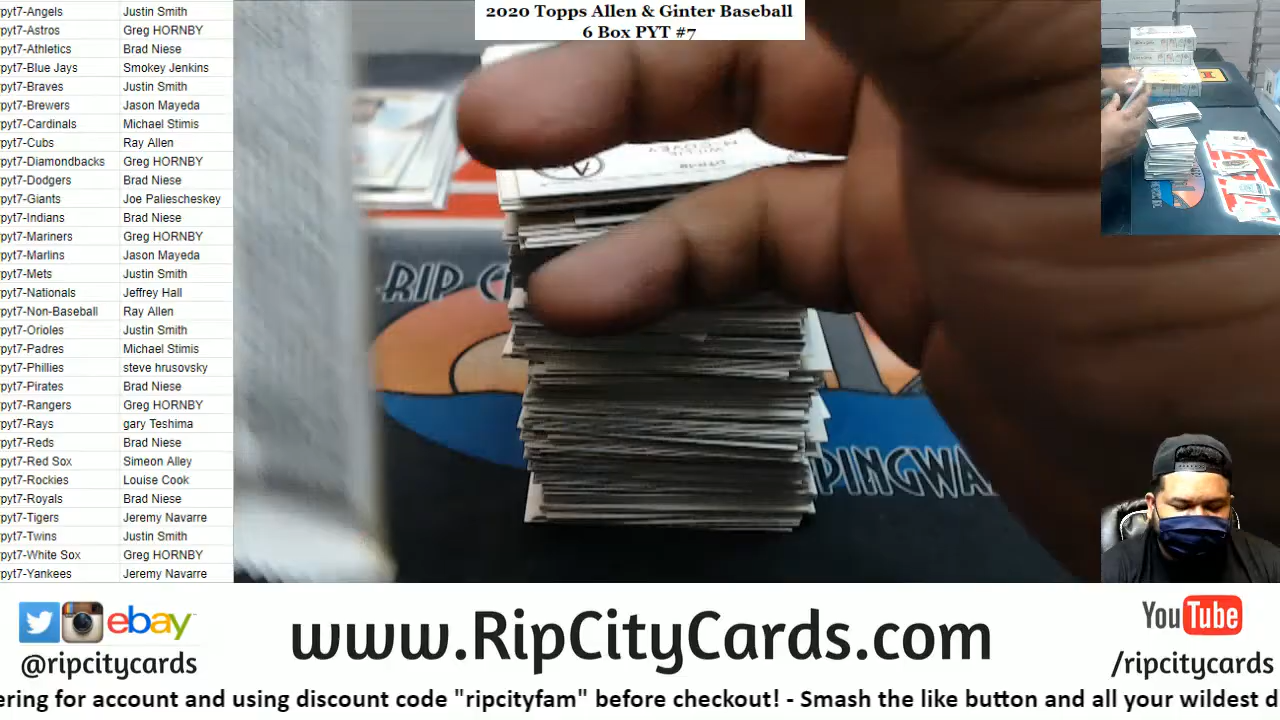 2020 Topps Allen & Ginter Baseball
6 Box PYT #7
pyt7-Angels Justin Smith
pyt7-Astros Greg HORNBY
pyt7-Athletics Brad Niese
pyt7-Blue Jays Smokey Jenkins
pyt7-Braves Justin Smith
pyt7-Brewers Jason Mayeda
pyt7-Cardinals Michael Stimis
pyt7-Cubs Ray Allen
pyt7-Diamondbacks Greg HORNBY
pyt7-Dodgers Brad Niese
pyt7-Giants Joe Paliescheskey
pyt7-Indians Brad Niese
pyt7-Mariners Greg HORNBY
pyt7-Marlins Jason Mayeda
pyt7-Mets Justin Smith
pyt7-Nationals Jeffrey Hall
pyt7-Non-Baseball Ray Allen
pyt7-Orioles Justin Smith
pyt7-Padres Michael Stimis
pyt7-Phillies steve hrusovsky
pyt7-Pirates Brad Niese
pyt7-Rangers Greg HORNBY
pyt7-Rays gary Teshima
pyt7-Reds Brad Niese
pyt7-Red Sox Simeon Alley
pyt7-Rockies Louise Cook
pyt7-Royals Brad Niese
pyt7-Tigers Jeremy Navarre
pyt7-Twins Justin Smith
pyt7-White Sox Greg HORNBY
pyt7-Yankees Jeremy Navarre
RIP C
PPINGWA
ebay
@ripcitycards
www.RipCityCards.com
YouTube
/ripcitycards
ering for account and using discount code "ripcityfam" before checkout! - Smash the like button and all your wildest d